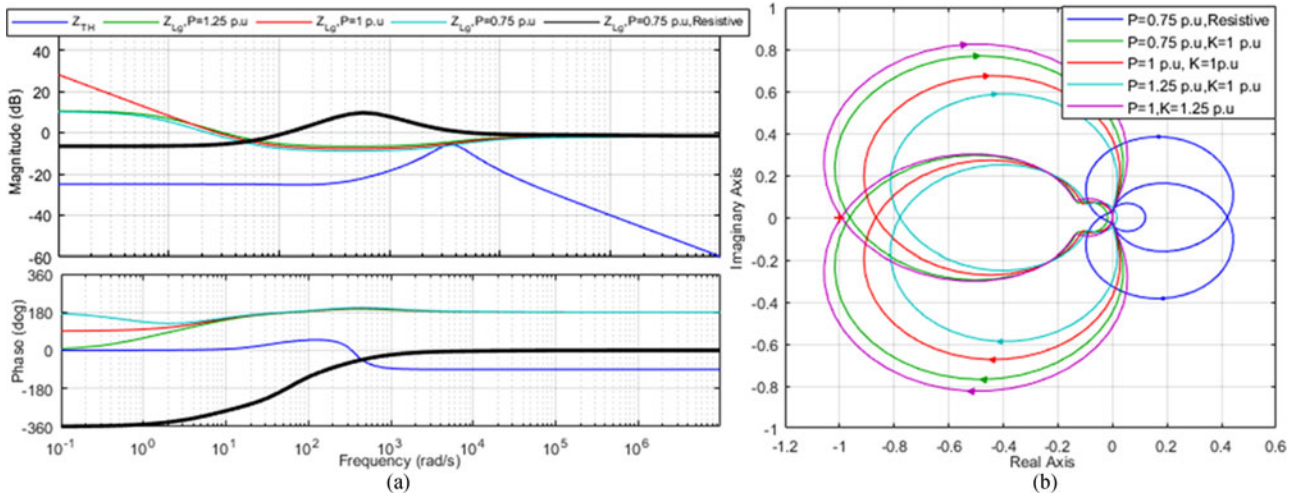 Z_TH Z_Lg,P=1.25 p.u Z_Lg,P=1 p.u Z_Lg,P=0.75 p.u Z_Lg,P=0.75 p.u,Resistive
Magnitude (dB)
40
20
0
-20
-40
-60
Phase (deg)
360
180
0
-180
-360
10^-1 10^0 10^1 10^2 10^3 10^4 10^5 10^6
Frequency (rad/s)
(a)
P=0.75 p.u,Resistive
P=0.75 p.u,K=1 p.u
P=1 p.u, K=1p.u
P=1.25 p.u,K=1 p.u
P=1,K=1.25 p.u
Imaginary Axis
1
0.8
0.6
0.4
0.2
0
-0.2
-0.4
-0.6
-0.8
-1
-1.2 -1 -0.8 -0.6 -0.4 -0.2 0 0.2 0.4 0.6
Real Axis
(b)